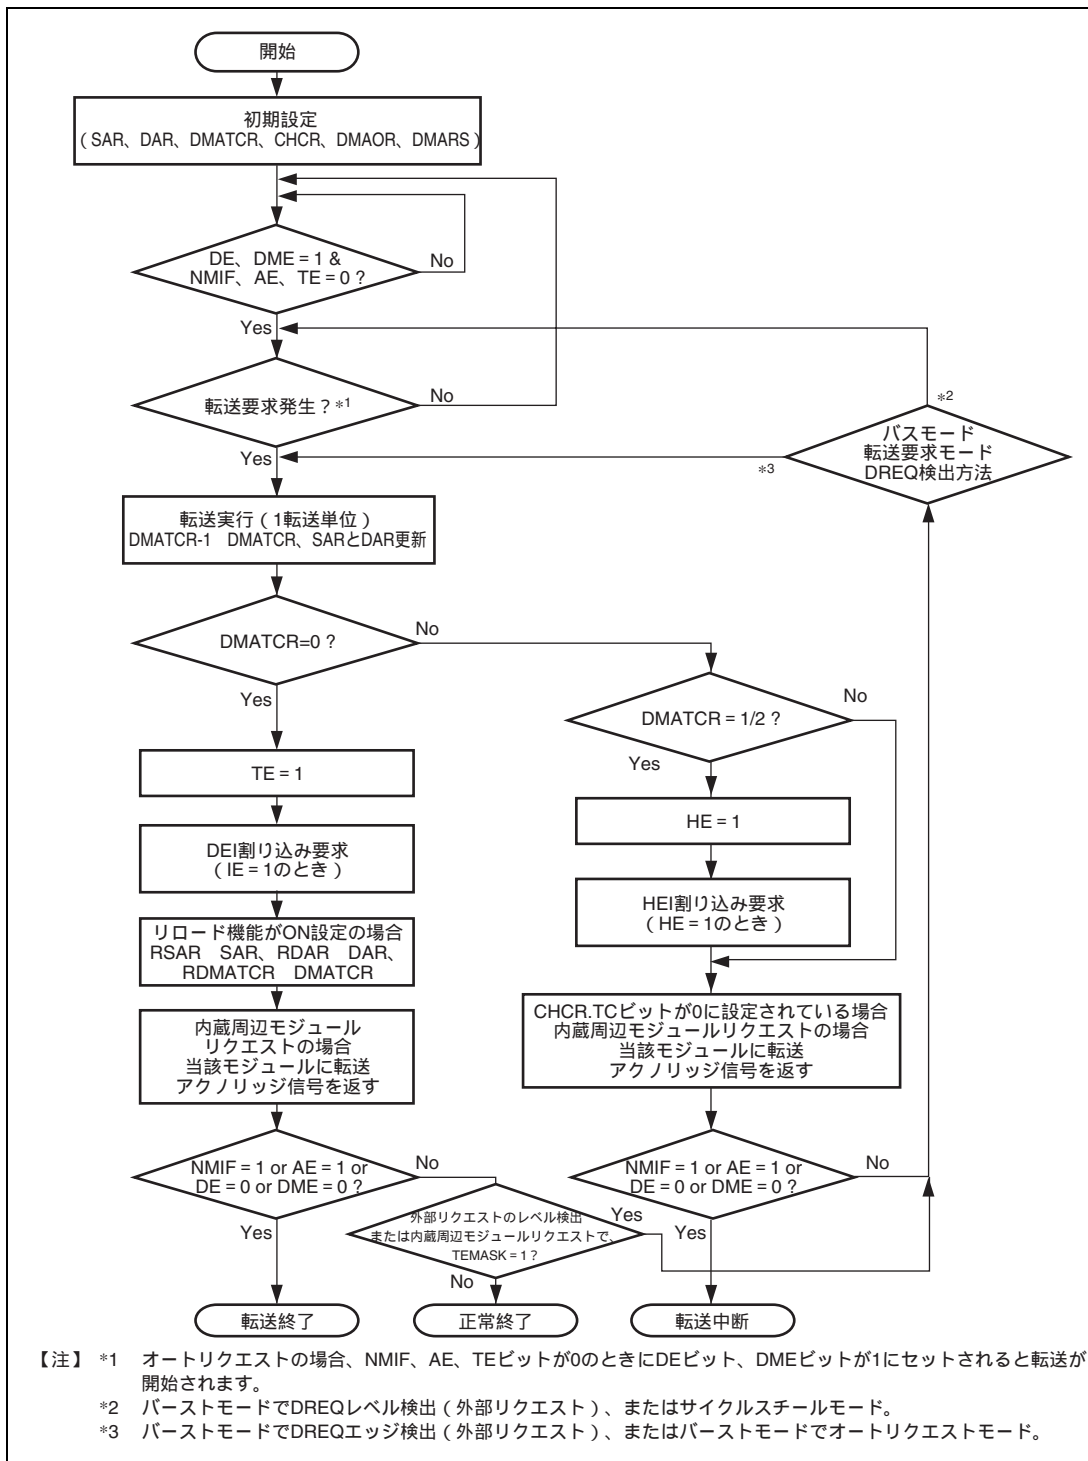 開始
初期設定
（SAR、DAR、DMATCR、CHCR、DMAOR、DMARS）
DE、DME = 1 &
NMIF、AE、TE = 0 ?
No
Yes
転送要求発生？*1
No
Yes
*2
バスモード
転送要求モード
DREQ検出方法
*3
転送実行（1転送単位）
DMATCR-1 DMATCR、SARとDAR更新
DMATCR=0 ?
No
Yes
DMATCR = 1/2 ?
No
Yes
TE = 1
HE = 1
DEI割り込み要求
（IE = 1のとき）
HEI割り込み要求
（HE = 1のとき）
リロード機能がON設定の場合
RSAR SAR、RDAR DAR、
RDMATCR DMATCR
CHCR.TCビットが0に設定されている場合
内蔵周辺モジュールリクエストの場合
当該モジュールに転送
アクノリッジ信号を返す
内蔵周辺モジュール
リクエストの場合
当該モジュールに転送
アクノリッジ信号を返す
NMIF = 1 or AE = 1 or
DE = 0 or DME = 0 ?
No
Yes
外部リクエストのレベル検出
または内蔵周辺モジュールリクエストで、
TEMASK = 1 ?
Yes
No
NMIF = 1 or AE = 1 or
DE = 0 or DME = 0 ?
No
Yes
転送終了
正常終了
転送中断
【注】 *1 オートリクエストの場合、NMIF、AE、TEビットが0のときにDEビット、DMEビットが1にセットされると転送が
開始されます。
*2 バーストモードでDREQレベル検出（外部リクエスト）、またはサイクルスチールモード。
*3 バーストモードでDREQエッジ検出（外部リクエスト）、またはバーストモードでオートリクエストモード。